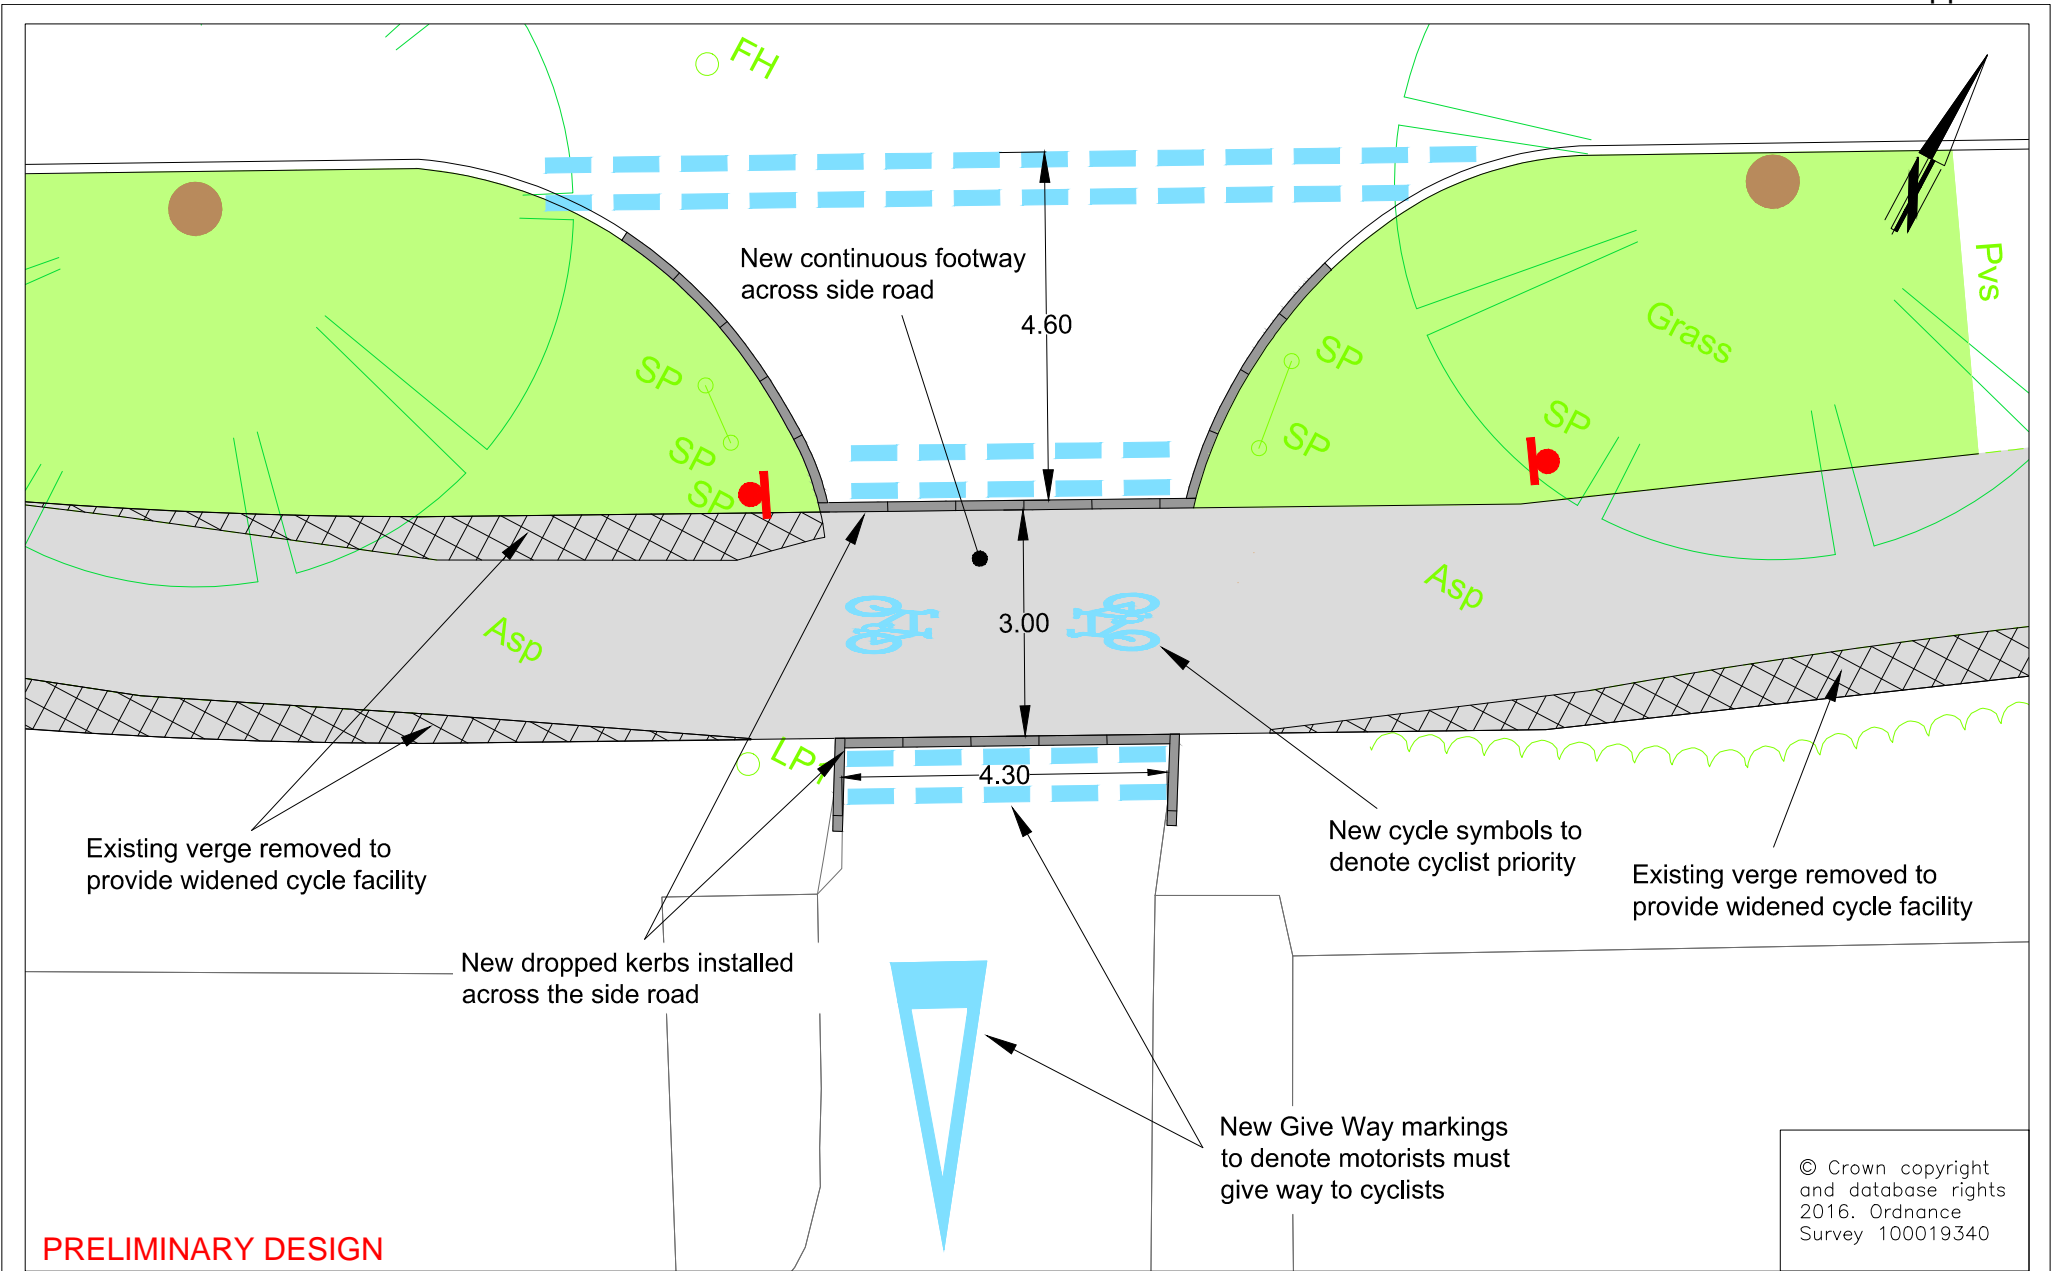 FH
New continuous footway
across side road
4.60
Pvs
Grass
SP
SP
SP
SP
SP
SP
Asp
Asp
3.00
LP
4.30
Existing verge removed to
provide widened cycle facility
New cycle symbols to
denote cyclist priority
Existing verge removed to
provide widened cycle facility
New dropped kerbs installed
across the side road
New Give Way markings
to denote motorists must
give way to cyclists
© Crown copyright
and database rights
2016. Ordnance
Survey 100019340
PRELIMINARY DESIGN